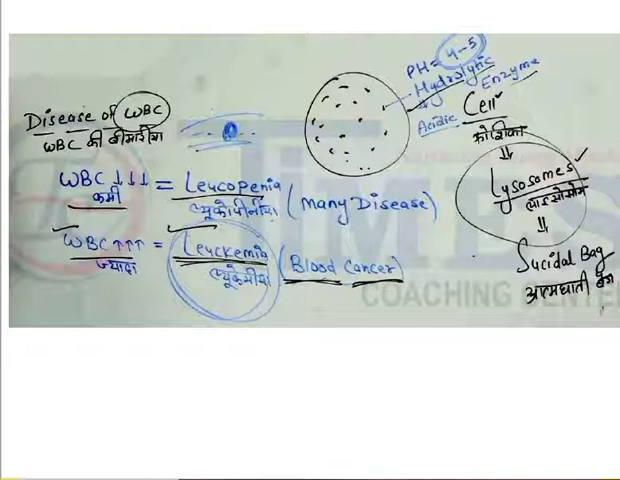 Disease of WBC
WBC की बीमारीया
WBC ↓↓↓ = Leucopenia (Many Disease)
कमी ल्यूकोपीनीया
WBC ↑↑↑ = Leuckemia (Blood Cancer)
ज्यादा ल्यूकेमीया
PH= 4-5
Hydrolytic Enzyme
Acidic
Cell
कोशिका
⇓
Lysosomes
लाइसोसोम
⇓
Sucidal Bag
आत्मघाती बैग
TIMES
COACHING CENTER